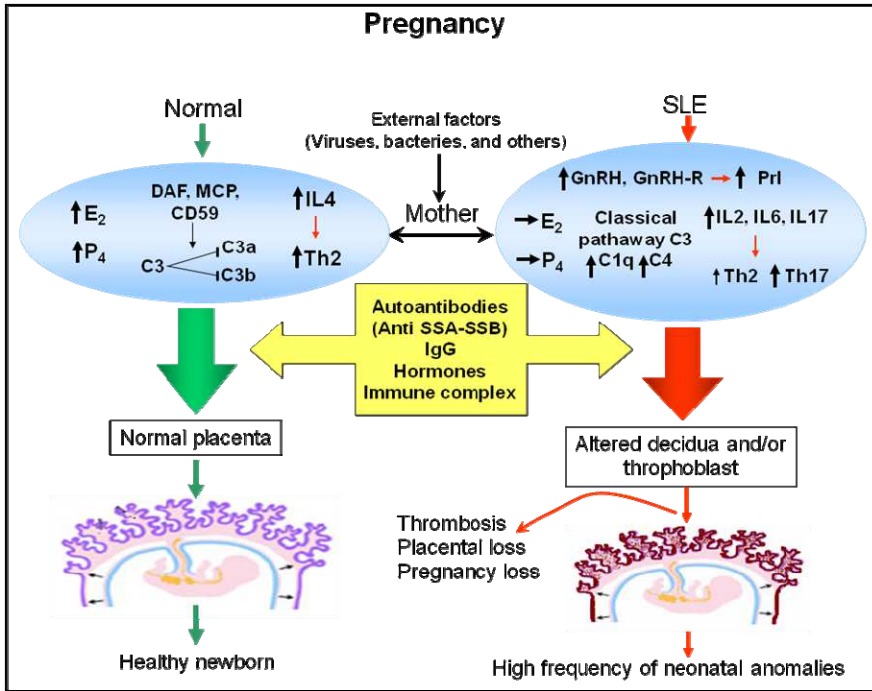 Pregnancy
Normal
External factors
(Viruses, bacteries, and others)
SLE
↑E₂
↑P₄
DAF, MCP,
CD59
C3
C3a
C3b
↑IL4
↑Th2
Mother
↑GnRH, GnRH-R → ↑ Prl
→E₂
→P₄
Classical
pathaway C3
↑C1q ↑C4
↑IL2, IL6, IL17
↑Th2 ↑Th17
Autoantibodies
(Anti SSA-SSB)
IgG
Hormones
Immune complex
Normal placenta
Altered decidua and/or
throphoblast
Thrombosis
Placental loss
Pregnancy loss
Healthy newborn
High frequency of neonatal anomalies